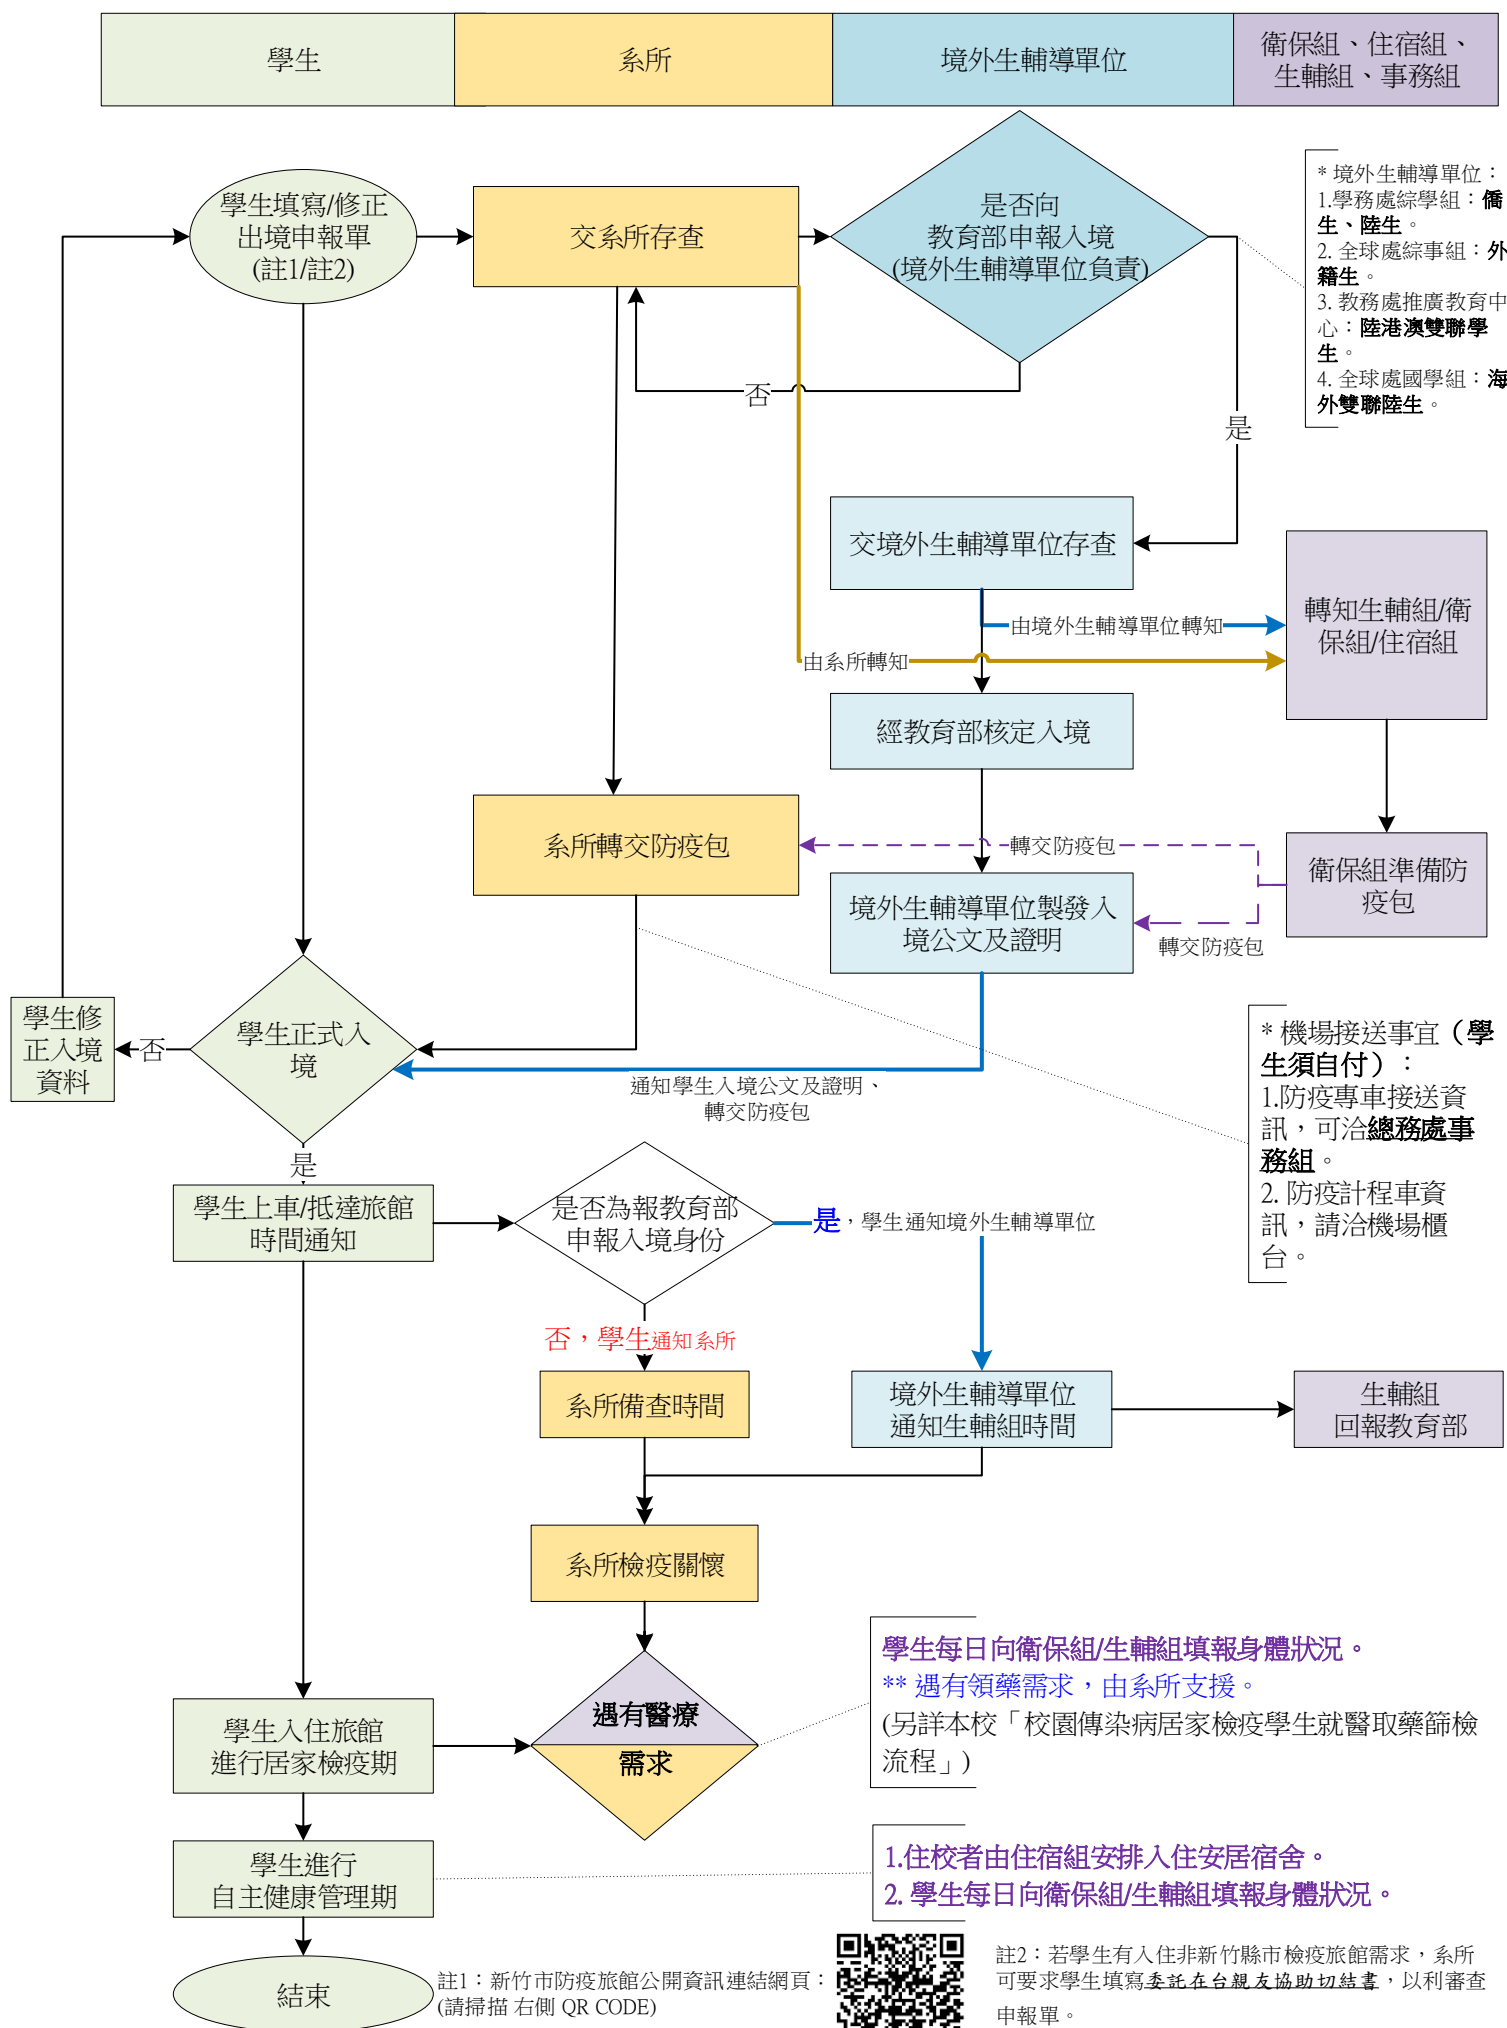 學生
系所
境外生輔導單位
衛保組、住宿組、
生輔組、事務組
學生填寫/修正
出境申報單
(註1/註2)
交系所存查
是否向
教育部申報入境
(境外生輔導單位負責)
* 境外生輔導單位：
1.學務處綜學組：僑
生、陸生。
2. 全球處綜事組：外
籍生。
3. 教務處推廣教育中
心：陸港澳雙聯學
生。
4. 全球處國學組：海
外雙聯陸生。
否
是
交境外生輔導單位存查
由境外生輔導單位轉知
由系所轉知
轉知生輔組/衛
保組/住宿組
經教育部核定入境
系所轉交防疫包
轉交防疫包
衛保組準備防
疫包
境外生輔導單位製發入
境公文及證明
轉交防疫包
學生修
正入境
資料
否
學生正式入
境
通知學生入境公文及證明、
轉交防疫包
* 機場接送事宜（學
生須自付）：
1.防疫專車接送資
訊，可洽總務處事
務組。
2. 防疫計程車資
訊，請洽機場櫃
台。
是
學生上車/抵達旅館
時間通知
是否為報教育部
申報入境身份
是，學生通知境外生輔導單位
否，學生通知系所
系所備查時間
境外生輔導單位
通知生輔組時間
生輔組
回報教育部
系所檢疫關懷
遇有醫療
需求
學生每日向衛保組/生輔組填報身體狀況。
** 遇有領藥需求，由系所支援。
(另詳本校「校園傳染病居家檢疫學生就醫取藥篩檢
流程」)
學生入住旅館
進行居家檢疫期
學生進行
自主健康管理期
1.住校者由住宿組安排入住安居宿舍。
2. 學生每日向衛保組/生輔組填報身體狀況。
結束
註1：新竹市防疫旅館公開資訊連結網頁：
(請掃描 右側 QR CODE)
註2：若學生有入住非新竹縣市檢疫旅館需求，系所
可要求學生填寫委託在台親友協助切結書，以利審查
申報單。